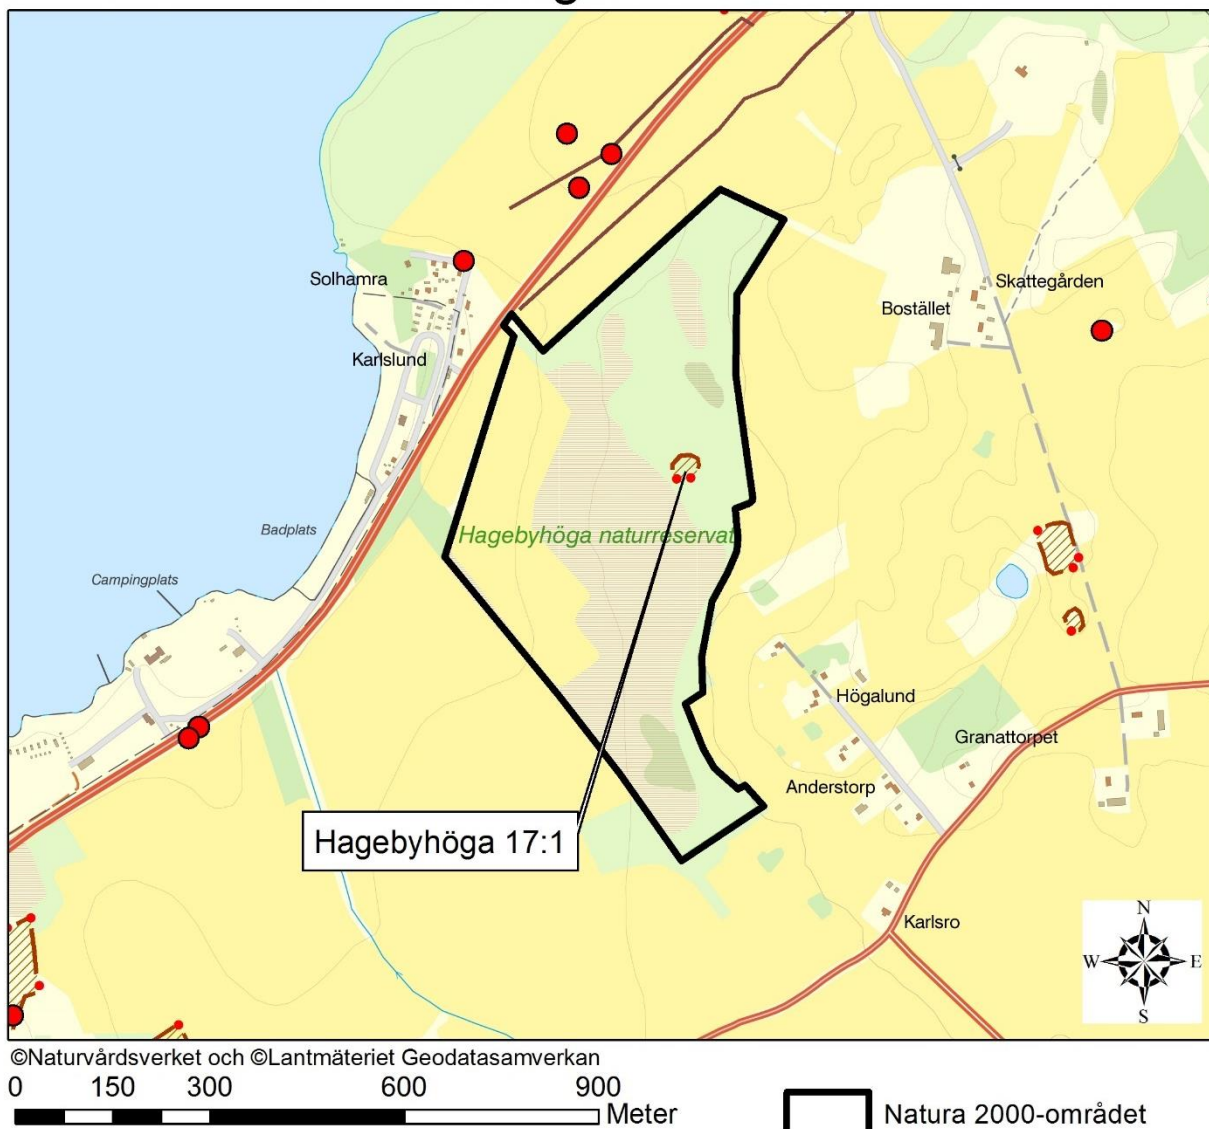 Solhamra
Skattegården
Bostället
Karlslund
Badplats
Hagebyhöga naturreservat
Campingplats
Högalund
Granattorpet
Anderstorp
Hagebyhöga 17:1
Karlsro
N
W E
S
©Naturvårdsverket och ©Lantmäteriet Geodatasamverkan
0 150 300 600 900
Meter
Natura 2000-området